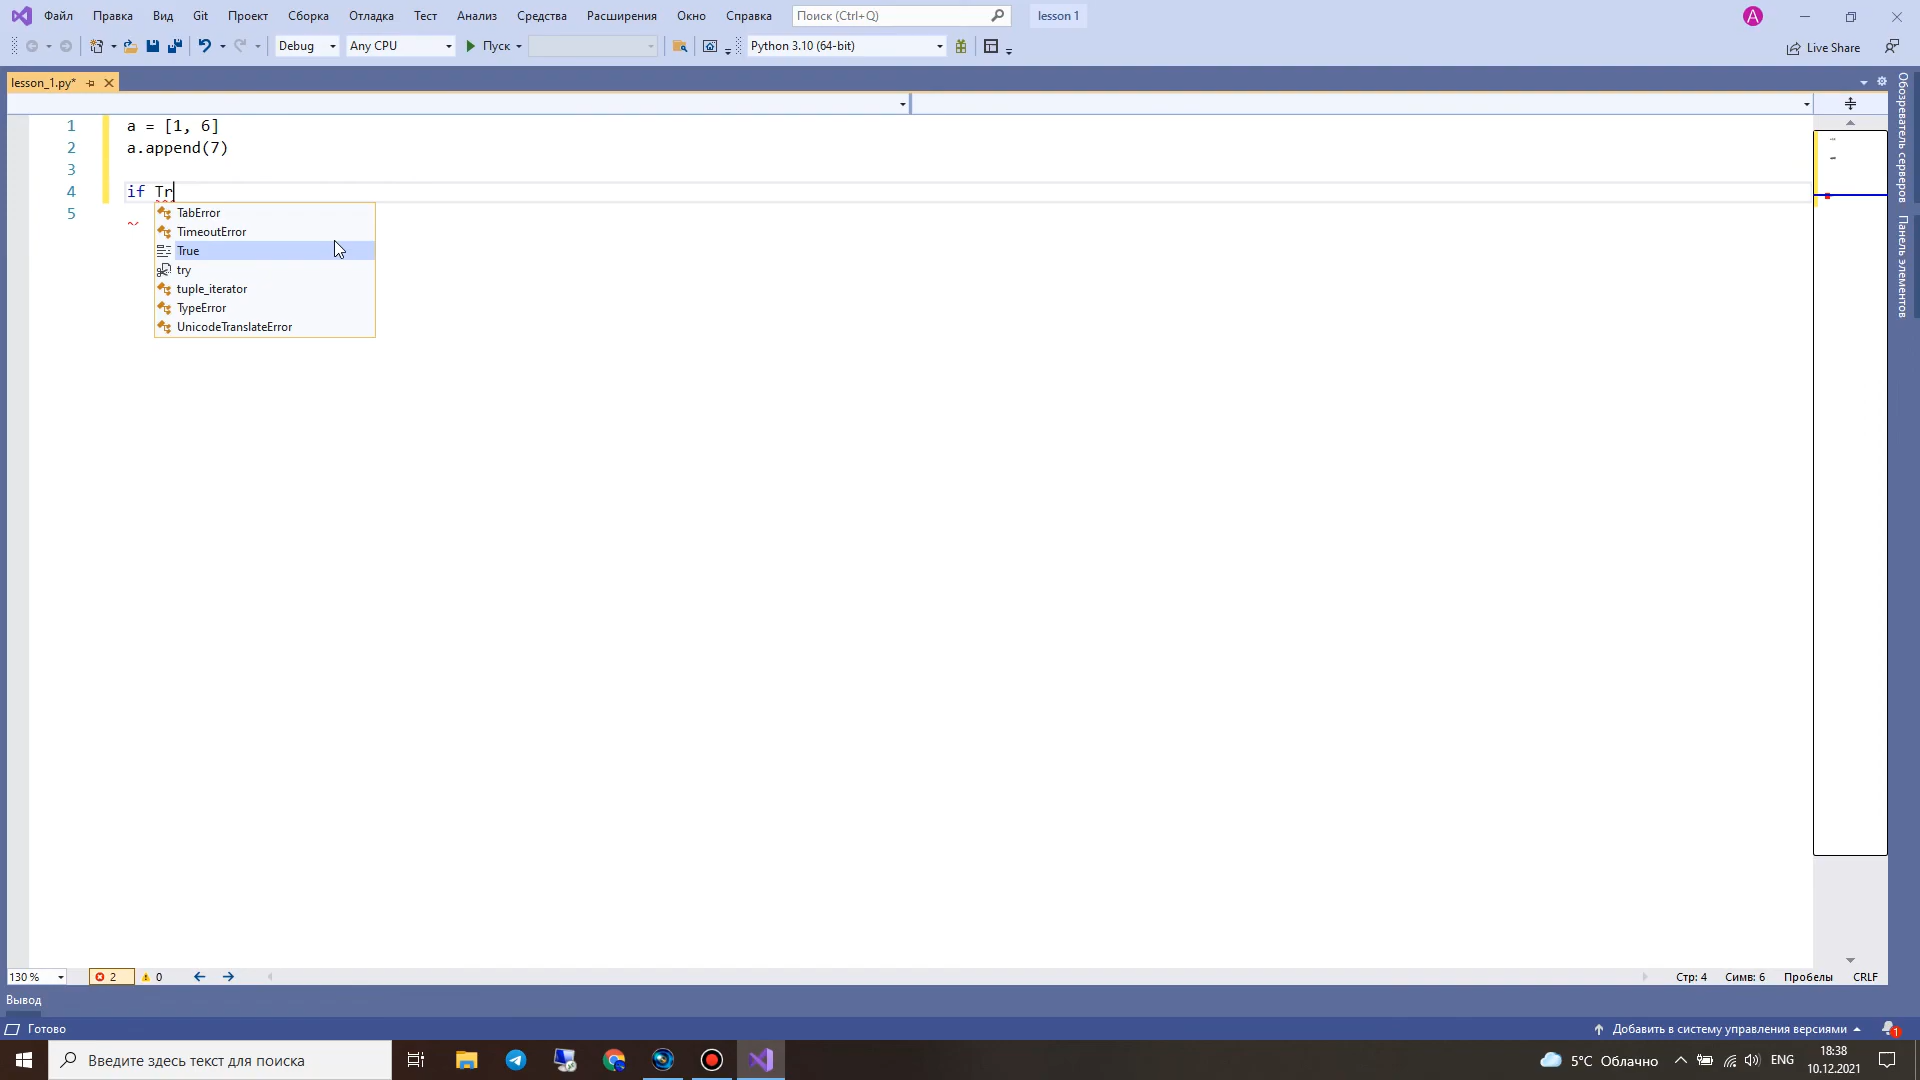 Файл Правка Вид Git Проект Сборка Отладка Тест Анализ Средства Расширения Окно Справка Поиск (Ctrl+Q) lesson 1 A
Debug Any CPU Пуск Python 3.10 (64-bit) Live Share
lesson_1.py*
1 a = [1, 6]
2 a.append(7)
3
4 if Tr
5
TabError
TimeoutError
True
try
tuple_iterator
TypeError
UnicodeTranslateError
Обозреватель серверов
Панель элементов
130 % 2 0 Стр: 4 Симв: 6 Пробелы CRLF
Вывод
Готово Добавить в систему управления версиями 1
Введите здесь текст для поиска 5°C Облачно ENG 18:38
10.12.2021